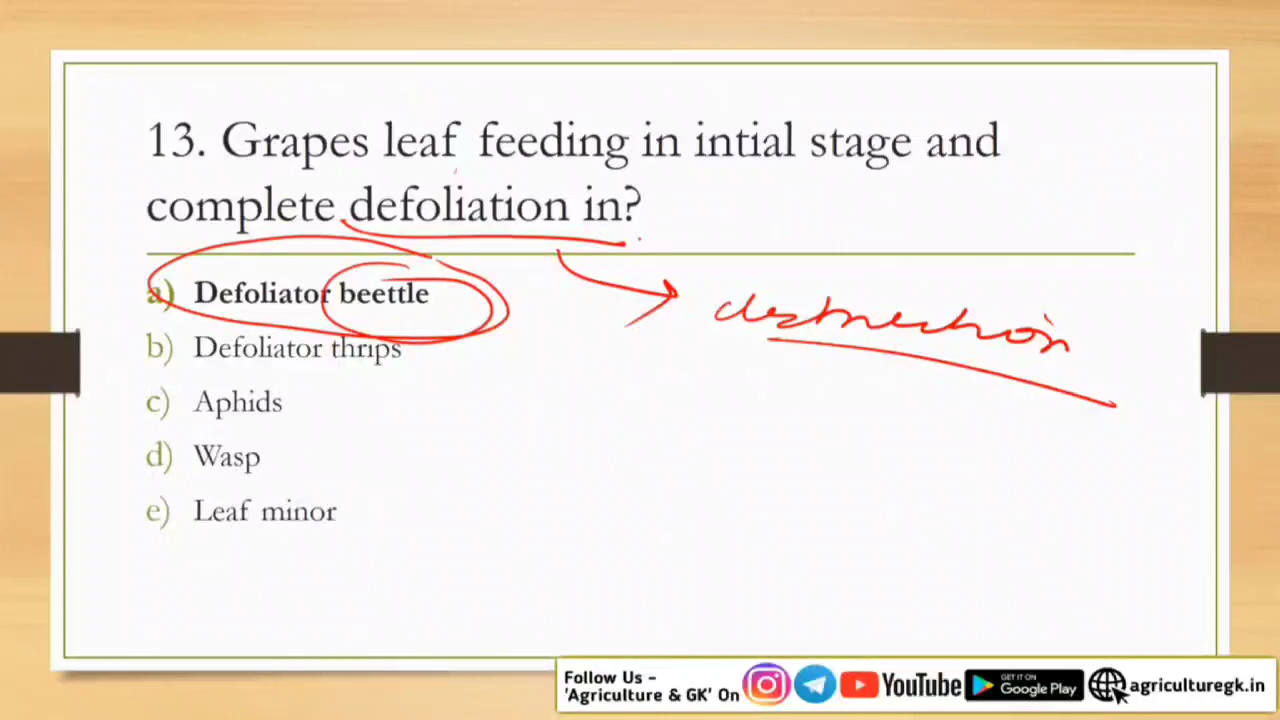 13. Grapes leaf feeding in intial stage and
complete defoliation in?
a) Defoliator beettle
destruction
b) Defoliator thrips
c) Aphids
d) Wasp
e) Leaf minor
Follow Us -
'Agriculture & GK' On
YouTube
GET IT ON
Google Play
agriculturegk.in